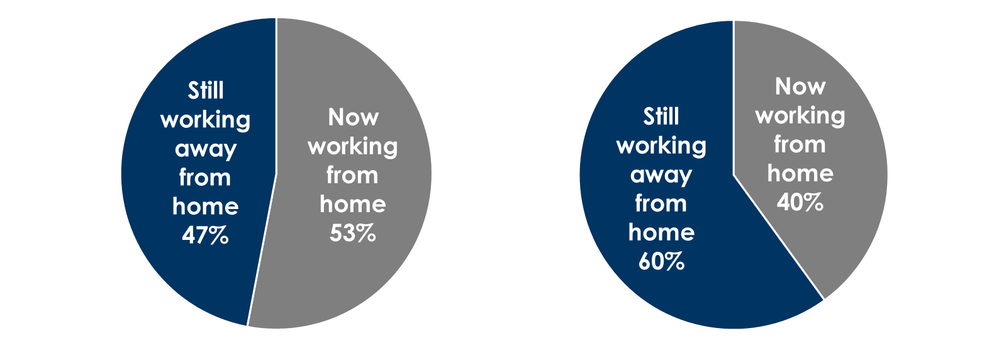 Still
working
away
from
home
47%
Now
working
from
home
53%
Still
working
away
from
home
60%
Now
working
from
home
40%